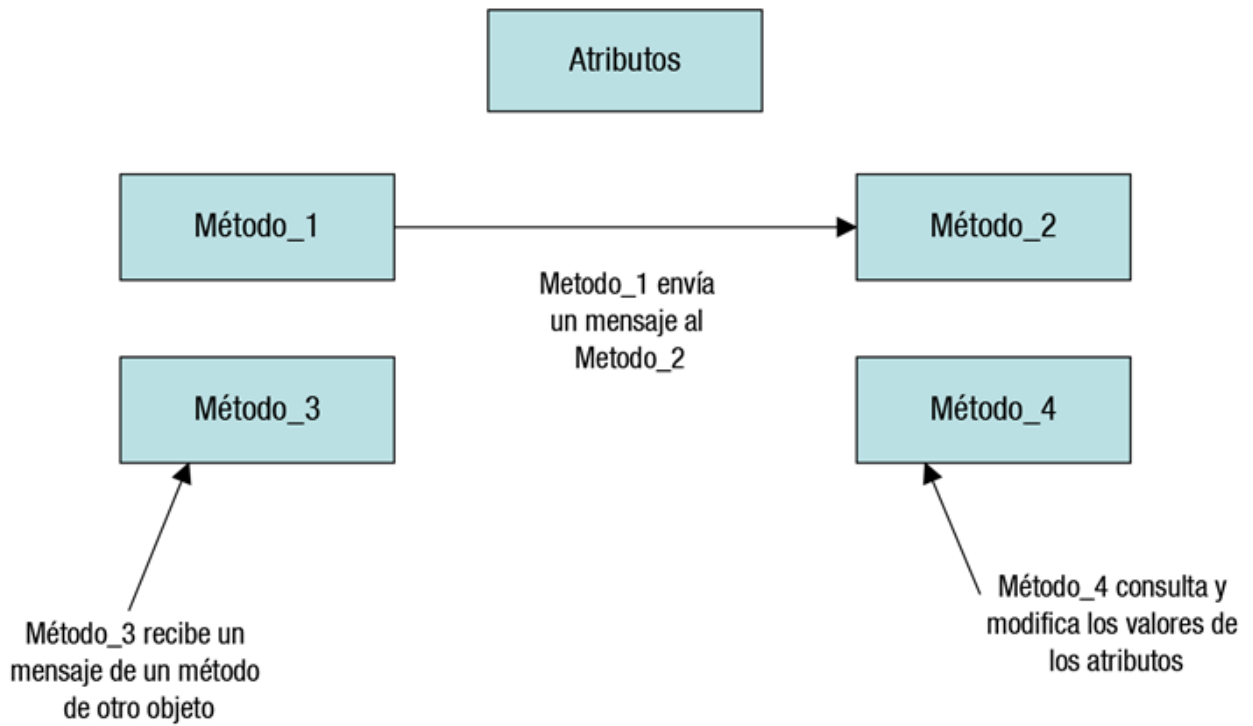 Atributos
Método_1
Método_2
Metodo_1 envía
un mensaje al
Metodo_2
Método_3
Método_4
Método_3 recibe un
mensaje de un método
de otro objeto
Método_4 consulta y
modifica los valores de
los atributos